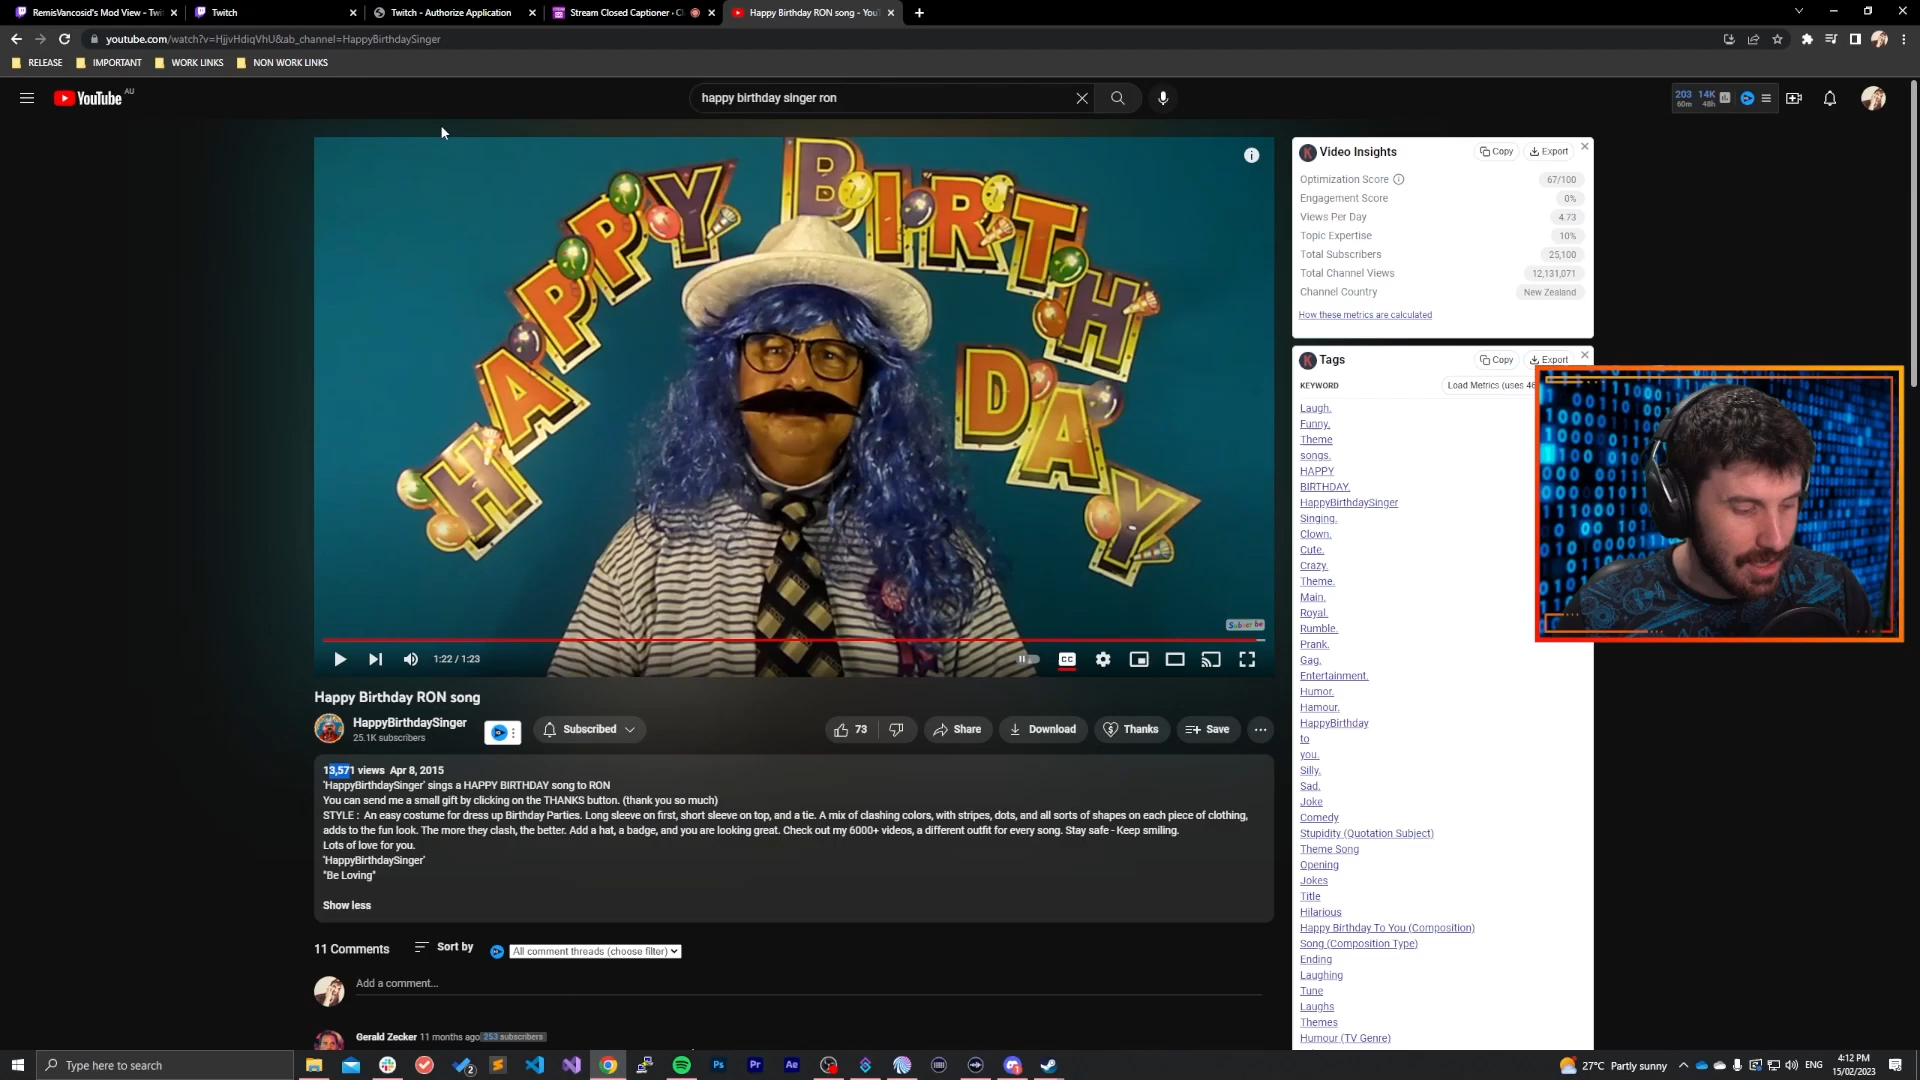 RemisVancosid's Mod View - Twi
Twitch
Twitch - Authorize Application
Stream Closed Captioner - C
Happy Birthday RON song - YouT
youtube.com/watch?v=HjjvHdiqVhU&ab_channel=HappyBirthdaySinger
RELEASE
IMPORTANT
WORK LINKS
NON WORK LINKS
YouTube AU
happy birthday singer ron
203 60m
14K 48h
HAPPY BIRTHDAY
Subscribe
1:22 / 1:23
CC
Happy Birthday RON song
HappyBirthdaySinger
25.1K subscribers
Subscribed
73
Share
Download
Thanks
Save
13,571 views Apr 8, 2015
'HappyBirthdaySinger' sings a HAPPY BIRTHDAY song to RON
You can send me a small gift by clicking on the THANKS button. (thank you so much)
STYLE : An easy costume for dress up Birthday Parties. Long sleeve on first, short sleeve on top, and a tie. A mix of clashing colors, with stripes, dots, and all sorts of shapes on each piece of clothing,
adds to the fun look. The more they clash, the better. Add a hat, a badge, and you are looking great. Check out my 6000+ videos, a different outfit for every song. Stay safe - Keep smiling.
Lots of love for you.
'HappyBirthdaySinger'
"Be Loving"
Show less
11 Comments
Sort by
All comment threads (choose filter)
Add a comment...
Gerald Zecker 11 months ago 253 subscribers
Video Insights
Copy
Export
Optimization Score 67/100
Engagement Score 0%
Views Per Day 4.73
Topic Expertise 10%
Total Subscribers 25,100
Total Channel Views 12,131,071
Channel Country New Zealand
How these metrics are calculated
Tags
Copy
Export
KEYWORD
Load Metrics (uses 46
Laugh.
Funny.
Theme
songs.
HAPPY
BIRTHDAY.
HappyBirthdaySinger
Singing.
Clown.
Cute.
Crazy.
Theme.
Main.
Royal.
Rumble.
Prank.
Gag.
Entertainment.
Humor.
Hamour.
HappyBirthday
to
you.
Silly.
Sad.
Joke
Comedy
Stupidity (Quotation Subject)
Theme Song
Opening
Jokes
Title
Hilarious
Happy Birthday To You (Composition)
Song (Composition Type)
Ending
Laughing
Tune
Laughs
Themes
Humour (TV Genre)
Type here to search
2
Ps
Pr
Ae
27°C Partly sunny
ENG
4:12 PM
15/02/2023